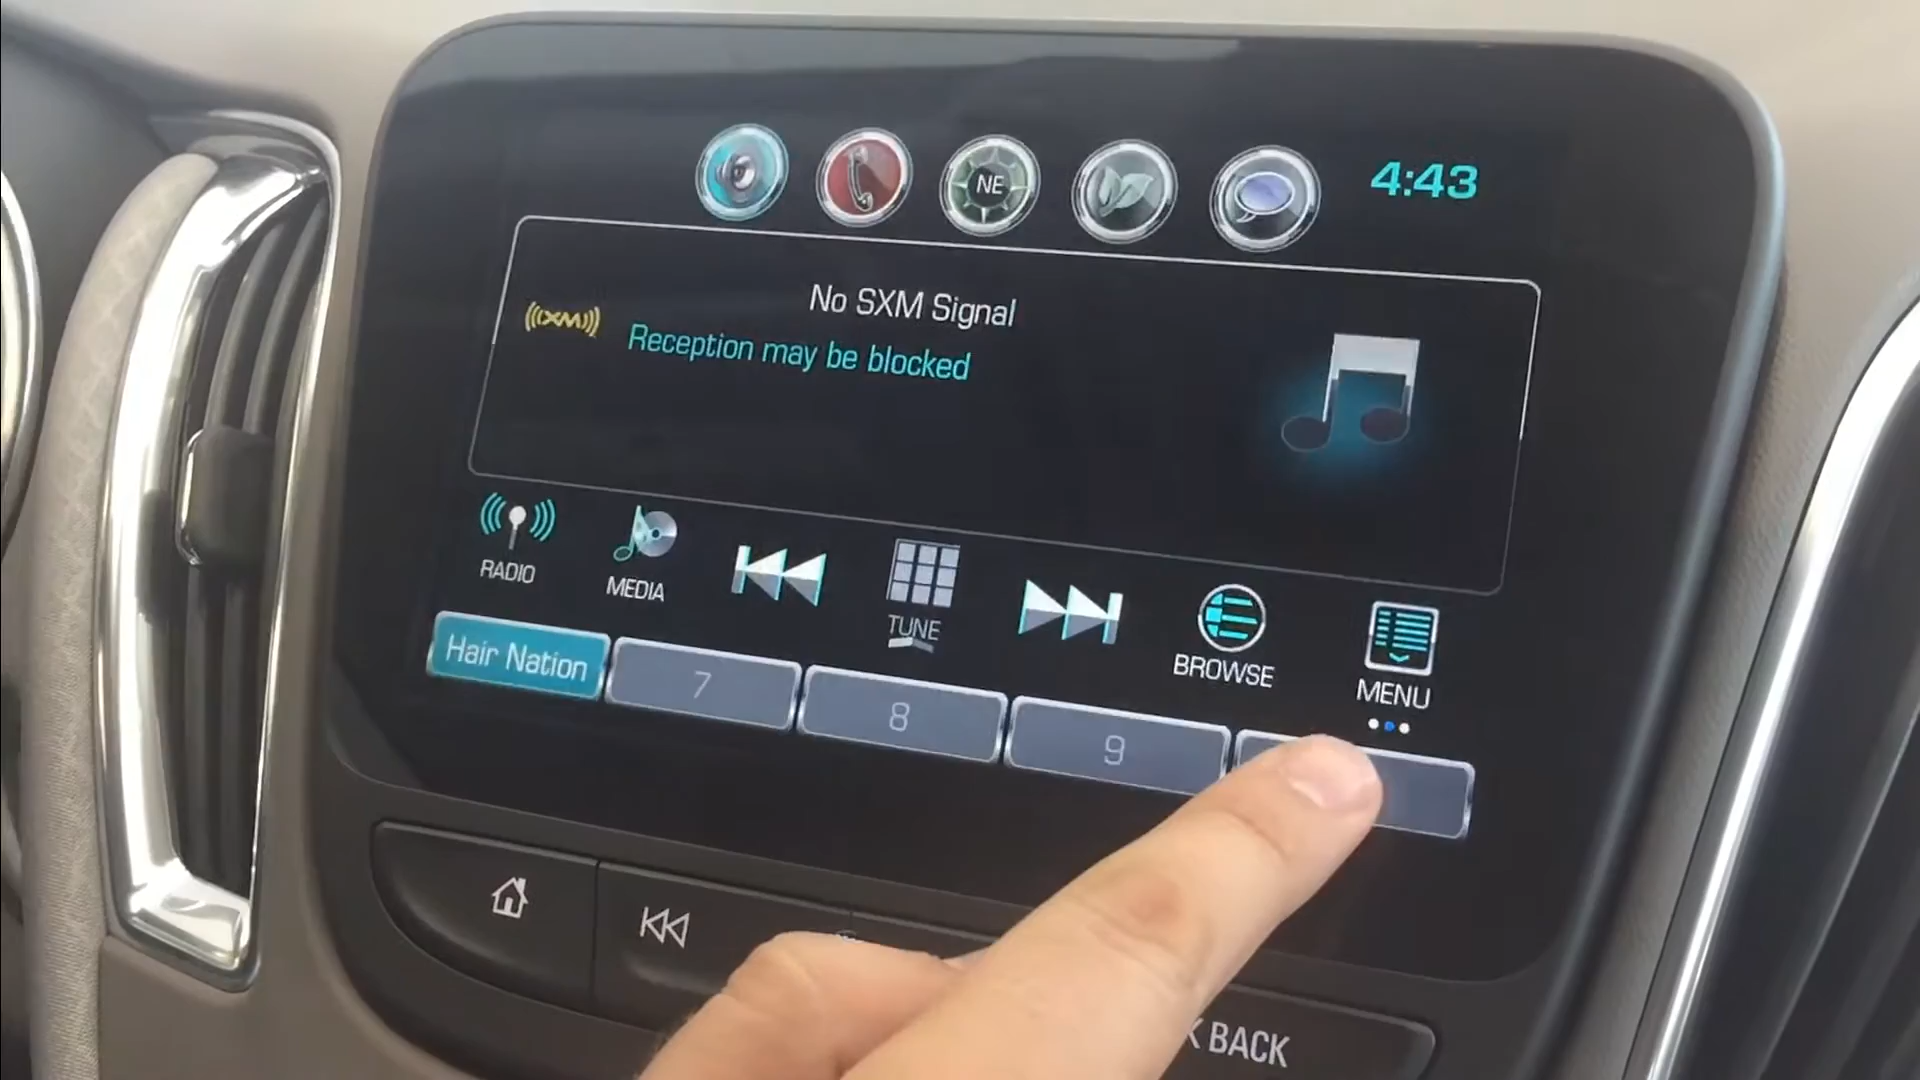 NE
4:43
No SXM Signal
((XM))
Reception may be blocked
RADIO
MEDIA
TUNE
BROWSE
MENU
Hair Nation
7
8
9
BACK